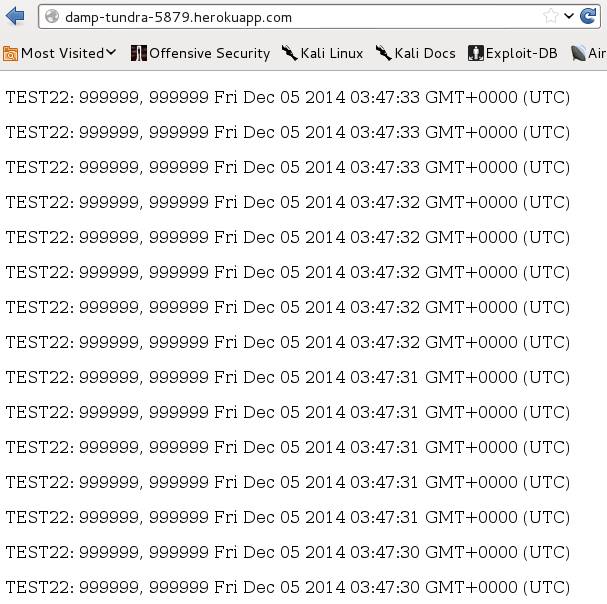 damp-tundra-5879.herokuapp.com
Most Visited Offensive Security Kali Linux Kali Docs Exploit-DB Air
TEST22: 999999, 999999 Fri Dec 05 2014 03:47:33 GMT+0000 (UTC)
TEST22: 999999, 999999 Fri Dec 05 2014 03:47:33 GMT+0000 (UTC)
TEST22: 999999, 999999 Fri Dec 05 2014 03:47:33 GMT+0000 (UTC)
TEST22: 999999, 999999 Fri Dec 05 2014 03:47:32 GMT+0000 (UTC)
TEST22: 999999, 999999 Fri Dec 05 2014 03:47:32 GMT+0000 (UTC)
TEST22: 999999, 999999 Fri Dec 05 2014 03:47:32 GMT+0000 (UTC)
TEST22: 999999, 999999 Fri Dec 05 2014 03:47:32 GMT+0000 (UTC)
TEST22: 999999, 999999 Fri Dec 05 2014 03:47:32 GMT+0000 (UTC)
TEST22: 999999, 999999 Fri Dec 05 2014 03:47:31 GMT+0000 (UTC)
TEST22: 999999, 999999 Fri Dec 05 2014 03:47:31 GMT+0000 (UTC)
TEST22: 999999, 999999 Fri Dec 05 2014 03:47:31 GMT+0000 (UTC)
TEST22: 999999, 999999 Fri Dec 05 2014 03:47:31 GMT+0000 (UTC)
TEST22: 999999, 999999 Fri Dec 05 2014 03:47:31 GMT+0000 (UTC)
TEST22: 999999, 999999 Fri Dec 05 2014 03:47:30 GMT+0000 (UTC)
TEST22: 999999, 999999 Fri Dec 05 2014 03:47:30 GMT+0000 (UTC)